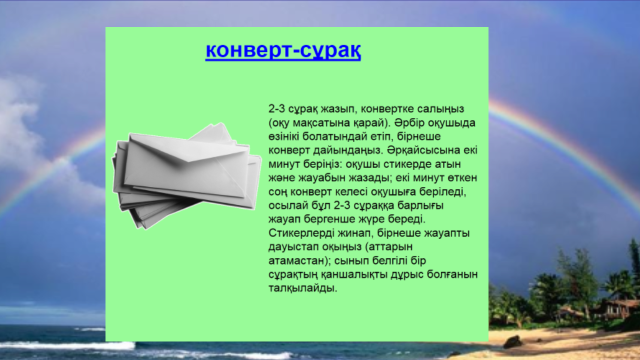 конверт-сұрақ
2-3 сұрақ жазып, конвертке салыңыз
(оқу мақсатына қарай). Әрбір оқушыда
өзінікі болатындай етіп, бірнеше
конверт дайындаңыз. Әрқайсысына екі
минут беріңіз: оқушы стикерде атын
және жауабын жазады; екі минут өткен
соң конверт келесі оқушыға беріледі,
осылай бұл 2-3 сұраққа барлығы
жауап бергенше жүре береді.
Стикерлерді жинап, бірнеше жауапты
дауыстап оқыңыз (аттарын
атамастан); сынып белгілі бір
сұрақтың қаншалықты дұрыс болғанын
талқылайды.